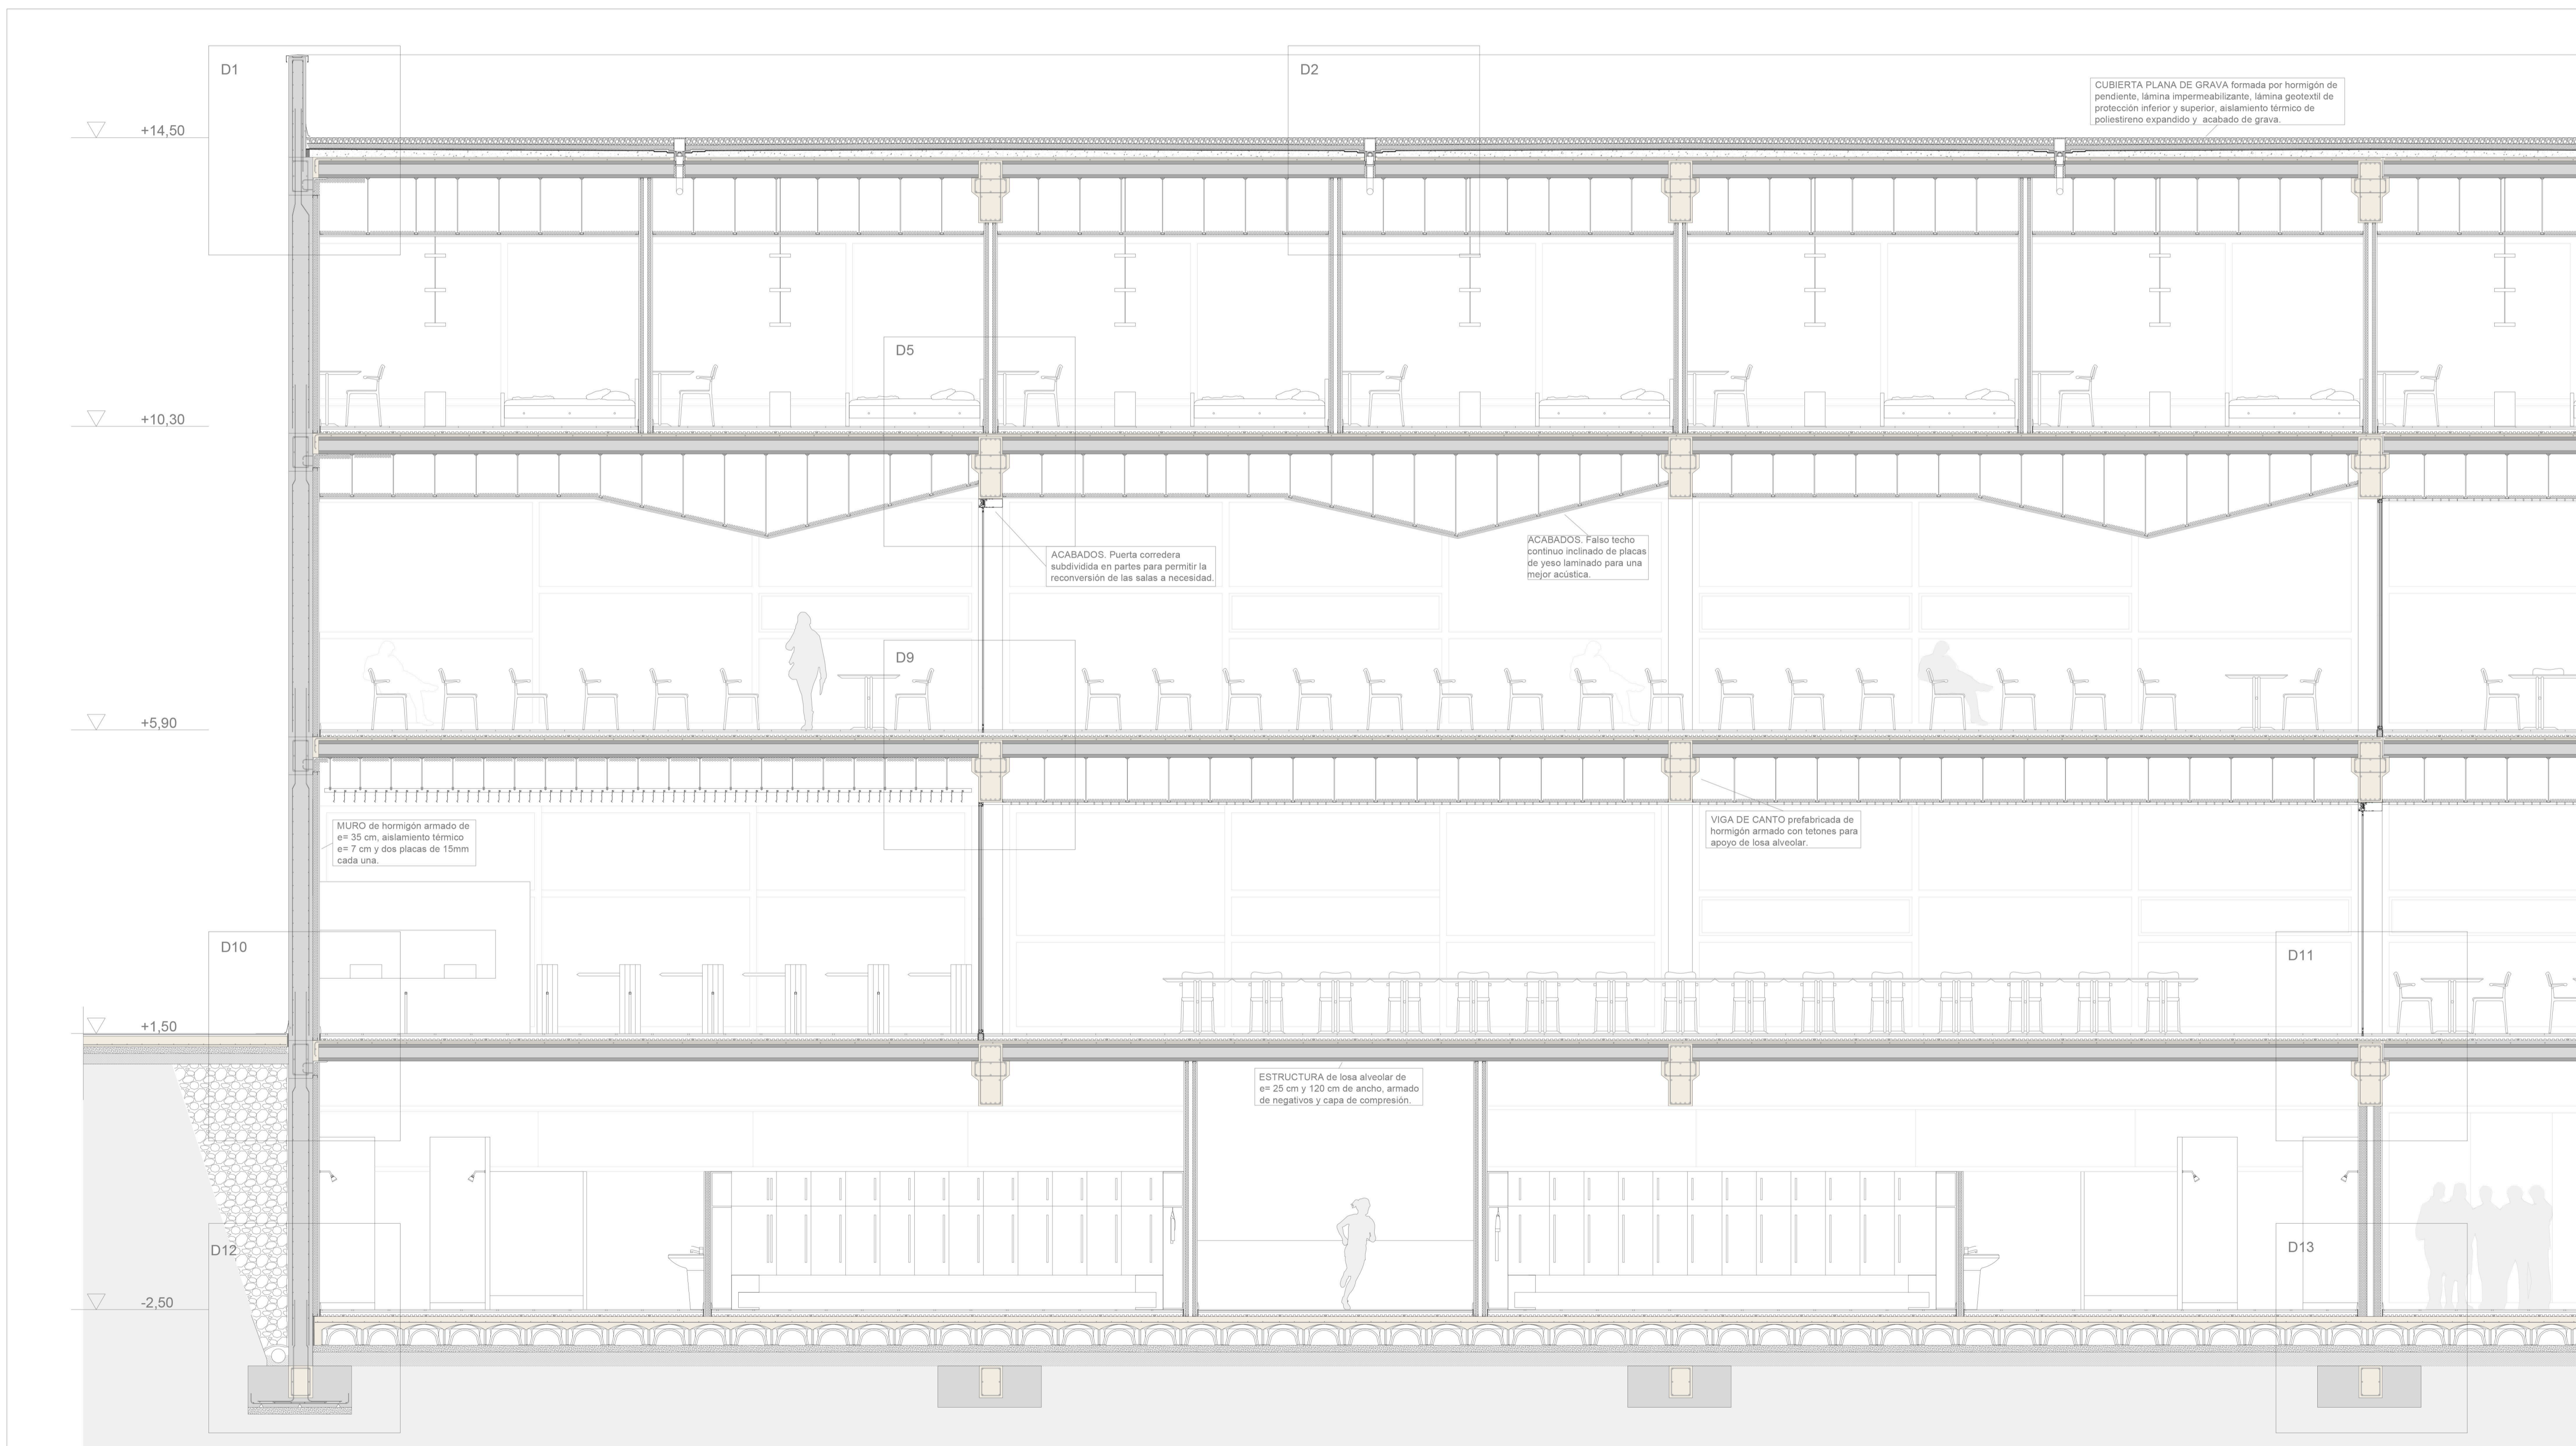 D1
D2
CUBIERTA PLANA DE GRAVA formada por hormigón de
pendiente, lámina impermeabilizante, lámina geotextil de
protección inferior y superior, aislamiento térmico de
poliestireno expandido y acabado de grava.
+14,50
D5
+10,30
ACABADOS. Puerta corredera
subdividida en partes para permitir la
reconversión de las salas a necesidad.
ACABADOS. Falso techo
continuo inclinado de placas
de yeso laminado para una
mejor acústica.
D9
+5,90
MURO de hormigón armado de
e= 35 cm, aislamiento térmico
e= 7 cm y dos placas de 15mm
cada una.
VIGA DE CANTO prefabricada de
hormigón armado con tetones para
apoyo de losa alveolar.
D10
D11
+1,50
ESTRUCTURA de losa alveolar de
e= 25 cm y 120 cm de ancho, armado
de negativos y capa de compresión.
D12
D13
-2,50